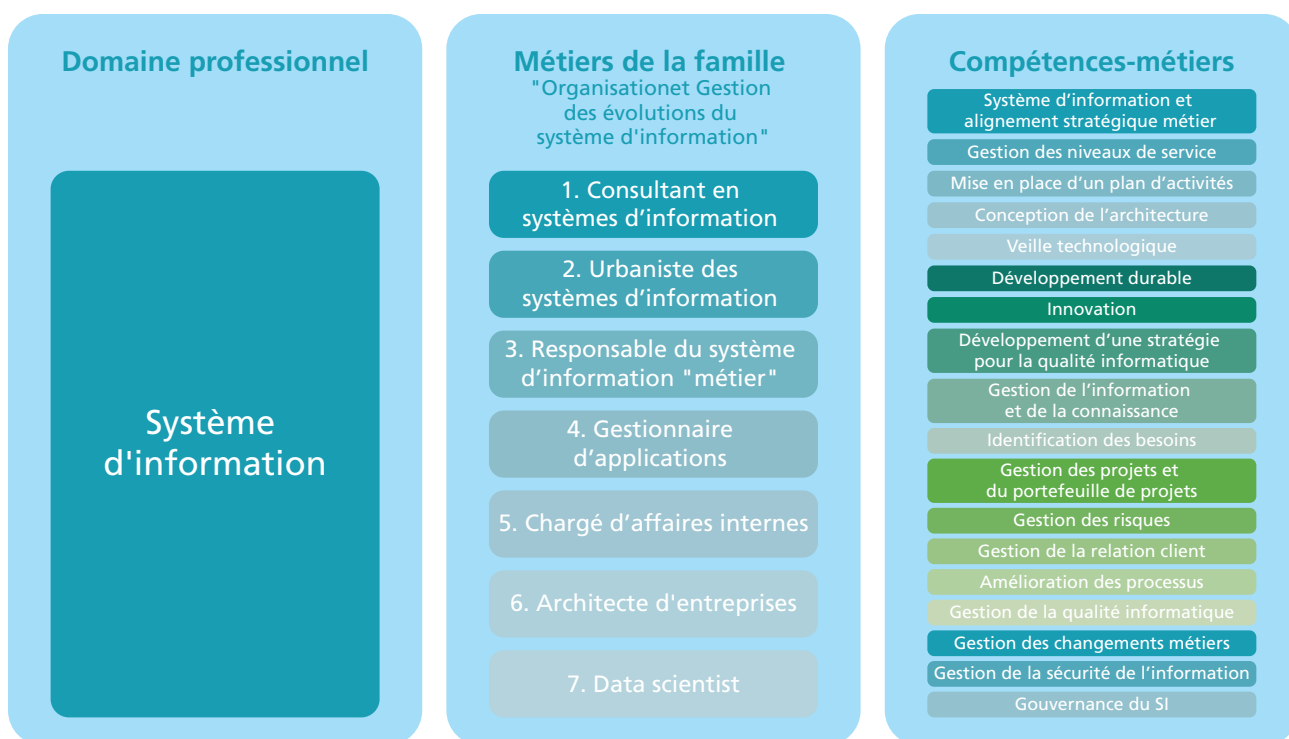 Domaine professionnel
Système
d'information
Métiers de la famille
"Organisationet Gestion
des évolutions du
système d'information"
1. Consultant en
systèmes d’information
2. Urbaniste des
systèmes d’information
3. Responsable du système
d’information "métier"
4. Gestionnaire
d’applications
5. Chargé d’affaires internes
6. Architecte d'entreprises
7. Data scientist
Compétences-métiers
Système d’information et
alignement stratégique métier
Gestion des niveaux de service
Mise en place d’un plan d’activités
Conception de l’architecture
Veille technologique
Développement durable
Innovation
Développement d’une stratégie
pour la qualité informatique
Gestion de l’information
et de la connaissance
Identification des besoins
Gestion des projets et
du portefeuille de projets
Gestion des risques
Gestion de la relation client
Amélioration des processus
Gestion de la qualité informatique
Gestion des changements métiers
Gestion de la sécurité de l’information
Gouvernance du SI